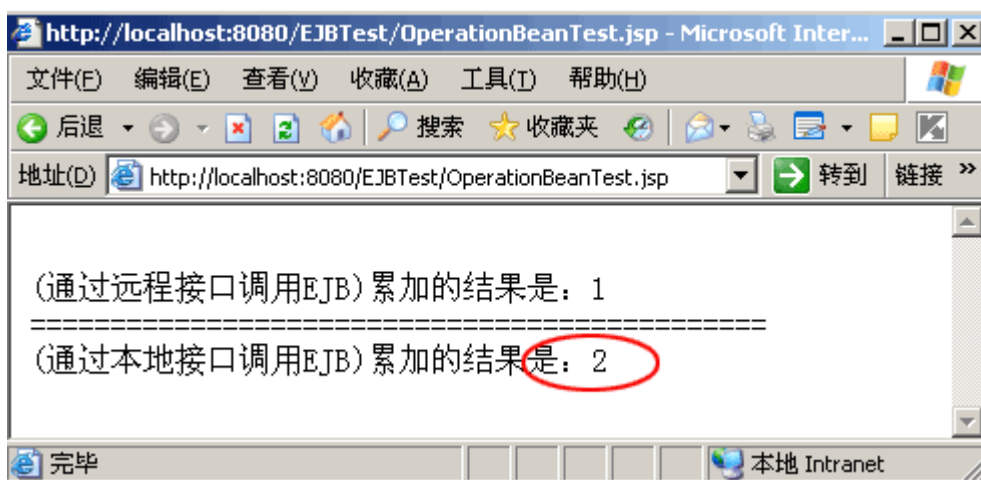 http://localhost:8080/EJBTest/OperationBeanTest.jsp - Microsoft Inter...
文件(F) 编辑(E) 查看(V) 收藏(A) 工具(T) 帮助(H)
后退 搜索 收藏夹
地址(D) http://localhost:8080/EJBTest/OperationBeanTest.jsp 转到 链接 »
(通过远程接口调用EJB)累加的结果是：1
==============================================
(通过本地接口调用EJB)累加的结果是：2
完毕 本地 Intranet